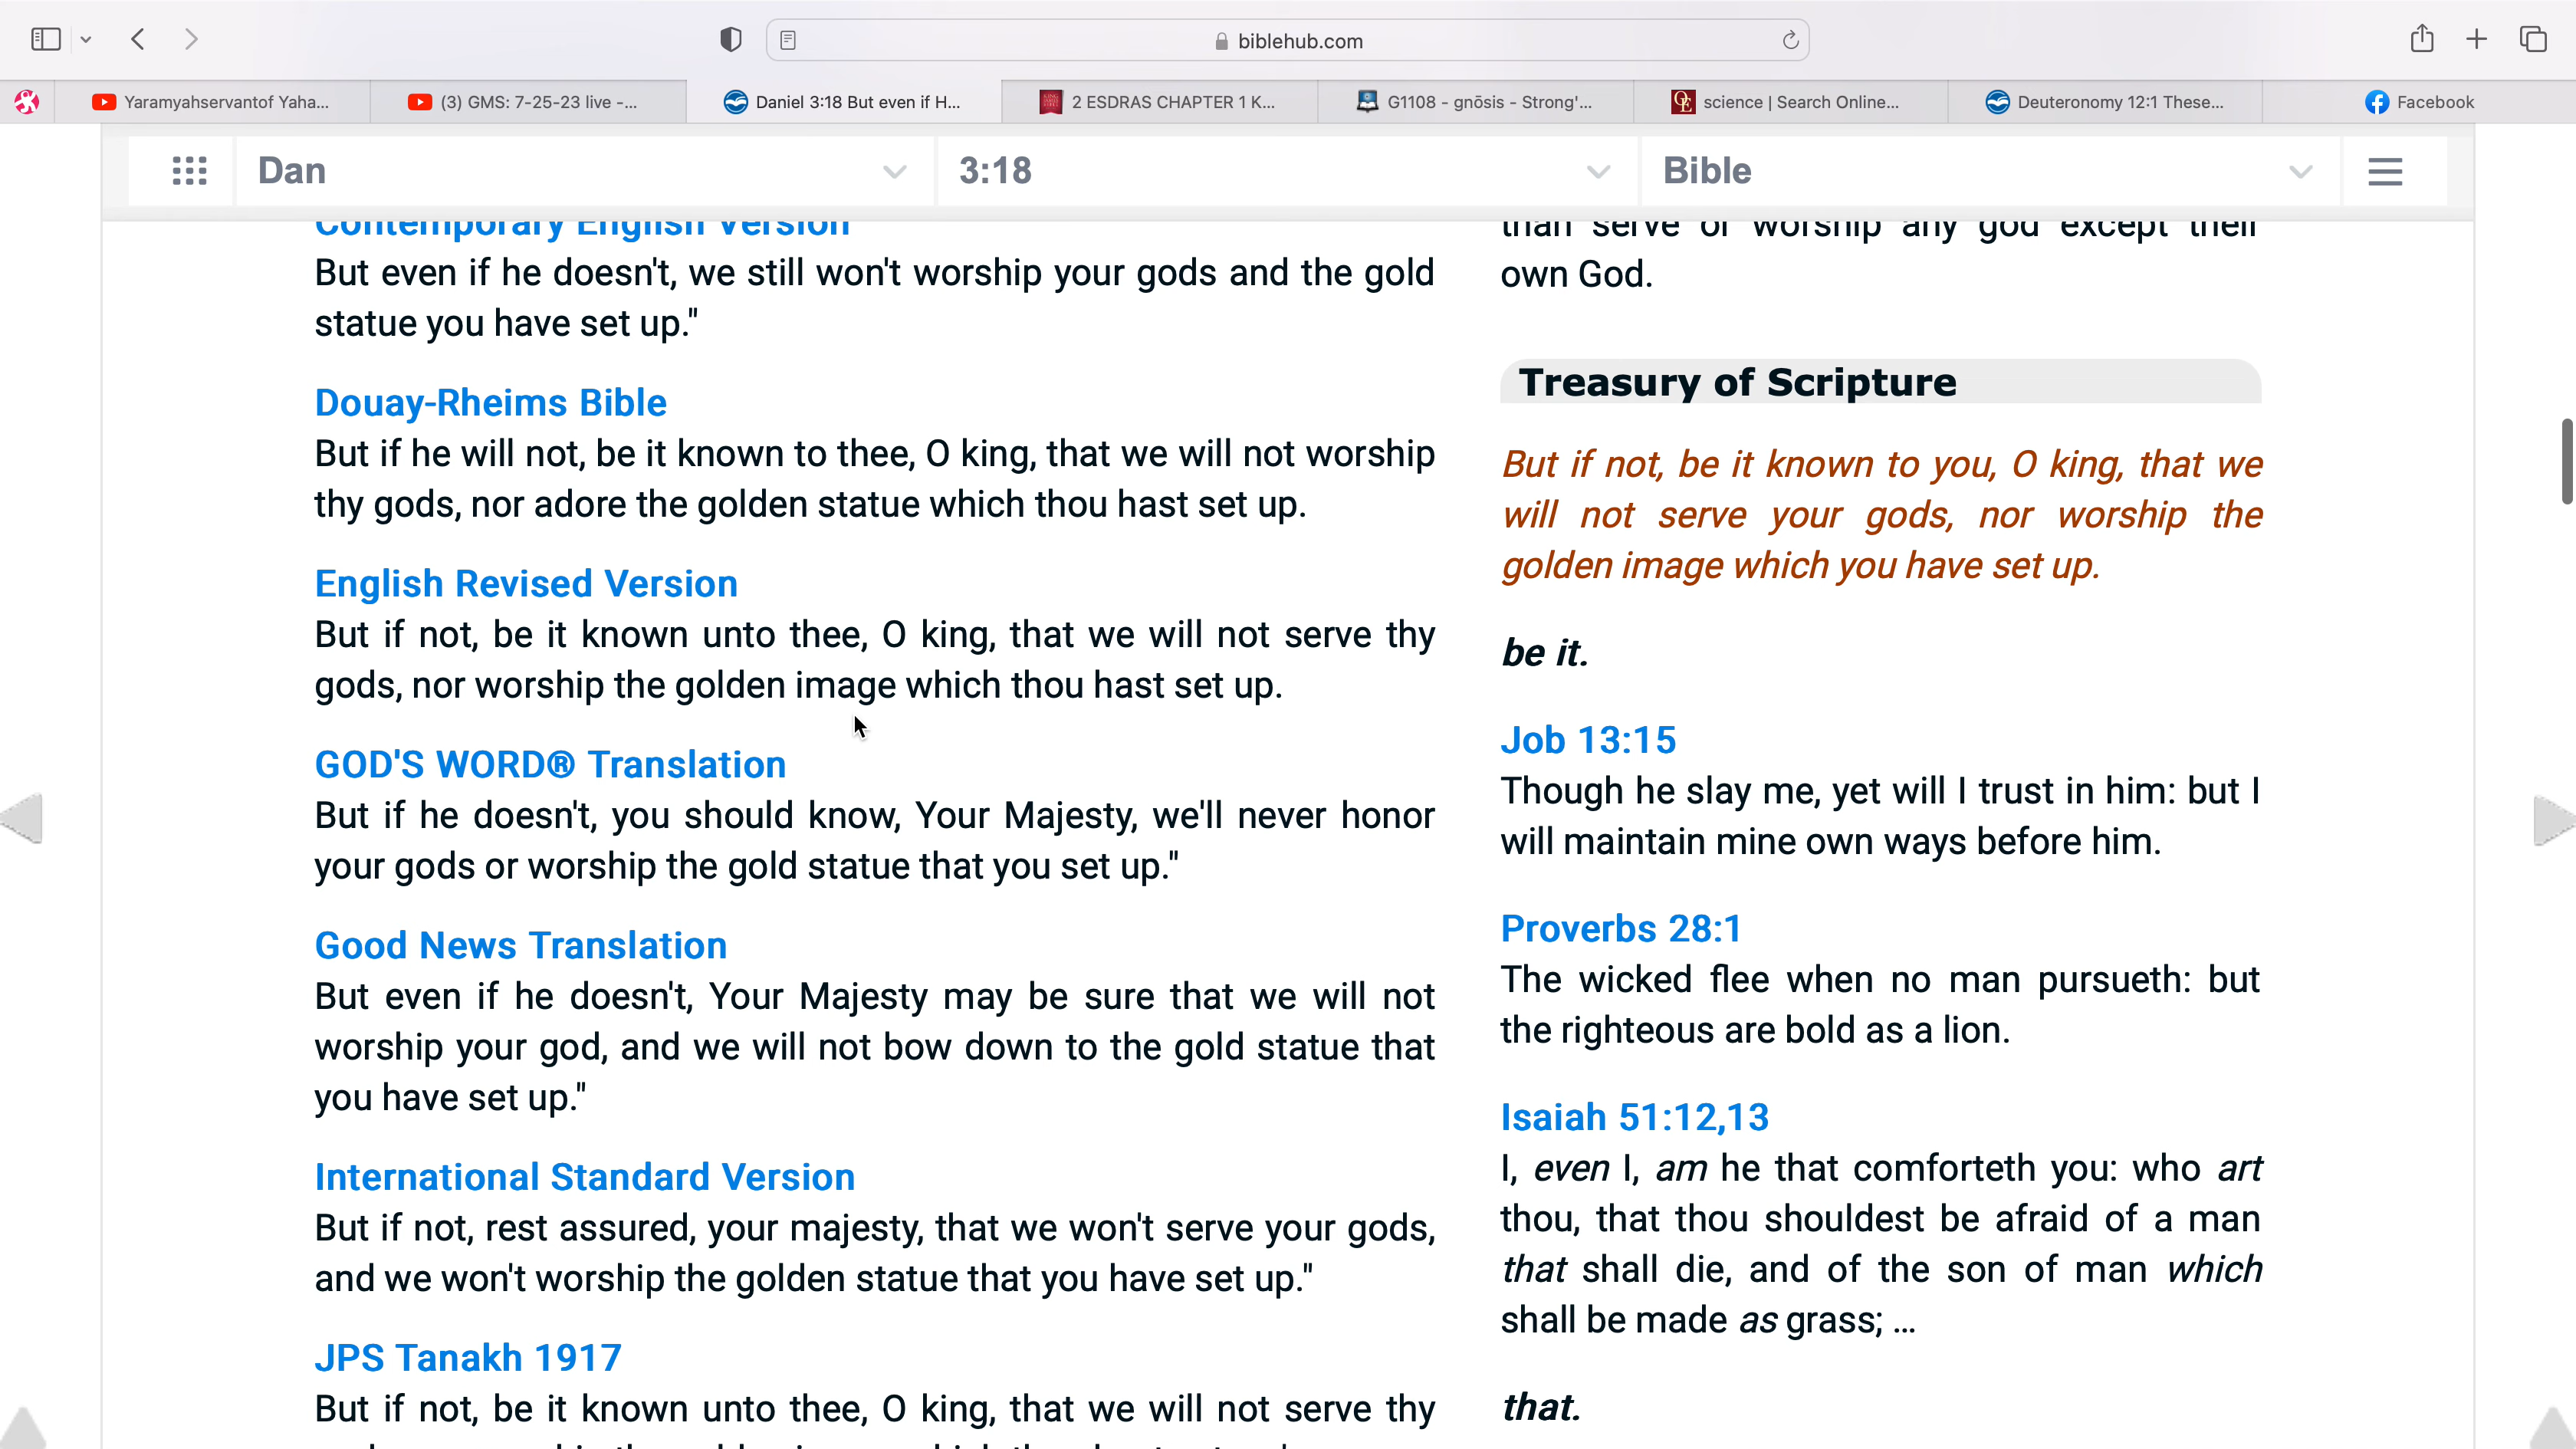 biblehub.com
Yaramyahservantof Yaha...
(3) GMS: 7-25-23 live -...
Daniel 3:18 But even if H...
2 ESDRAS CHAPTER 1 K...
G1108 - gnōsis - Strong'...
science | Search Online...
Deuteronomy 12:1 These...
Facebook
Dan
3:18
Bible
Contemporary English Version
But even if he doesn't, we still won't worship your gods and the gold
statue you have set up."
Douay-Rheims Bible
But if he will not, be it known to thee, O king, that we will not worship
thy gods, nor adore the golden statue which thou hast set up.
English Revised Version
But if not, be it known unto thee, O king, that we will not serve thy
gods, nor worship the golden image which thou hast set up.
GOD'S WORD® Translation
But if he doesn't, you should know, Your Majesty, we'll never honor
your gods or worship the gold statue that you set up."
Good News Translation
But even if he doesn't, Your Majesty may be sure that we will not
worship your god, and we will not bow down to the gold statue that
you have set up."
International Standard Version
But if not, rest assured, your majesty, that we won't serve your gods,
and we won't worship the golden statue that you have set up."
JPS Tanakh 1917
But if not, be it known unto thee, O king, that we will not serve thy
than serve or worship any god except their
own God.
Treasury of Scripture
But if not, be it known to you, O king, that we
will not serve your gods, nor worship the
golden image which you have set up.
be it.
Job 13:15
Though he slay me, yet will I trust in him: but I
will maintain mine own ways before him.
Proverbs 28:1
The wicked flee when no man pursueth: but
the righteous are bold as a lion.
Isaiah 51:12,13
I, even I, am he that comforteth you: who art
thou, that thou shouldest be afraid of a man
that shall die, and of the son of man which
shall be made as grass; ...
that.